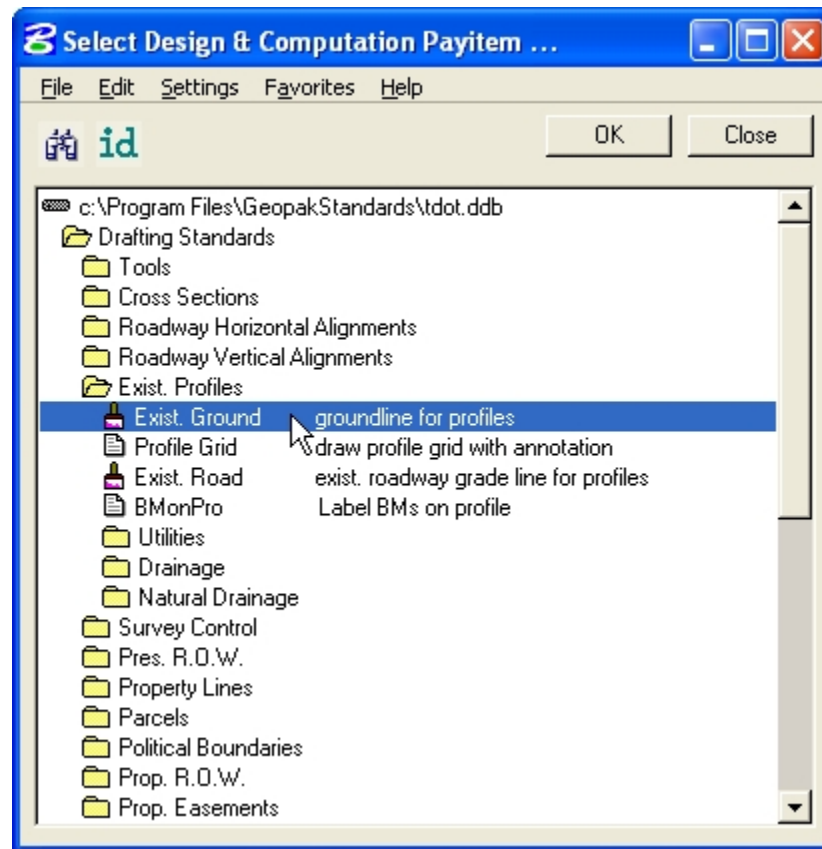 Select Design & Computation Payitem ...
File Edit Settings Favorites Help
id OK Close
c:\Program Files\GeopakStandards\tdot.ddb
Drafting Standards
Tools
Cross Sections
Roadway Horizontal Alignments
Roadway Vertical Alignments
Exist. Profiles
Exist. Ground groundline for profiles
Profile Grid draw profile grid with annotation
Exist. Road exist. roadway grade line for profiles
BMonPro Label BMs on profile
Utilities
Drainage
Natural Drainage
Survey Control
Pres. R.O.W.
Property Lines
Parcels
Political Boundaries
Prop. R.O.W.
Prop. Easements